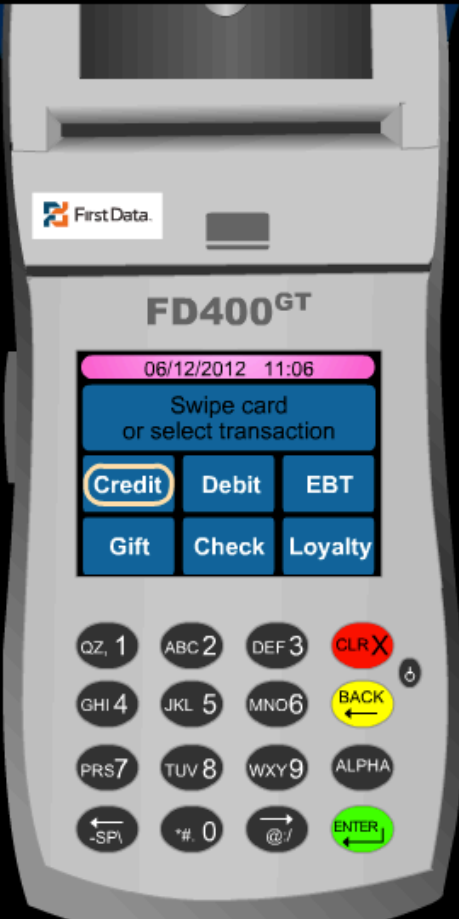 First Data.
FD400GT
06/12/2012 11:06
Swipe card
or select transaction
Credit Debit EBT
Gift Check Loyalty
QZ, 1 ABC 2 DEF 3 CLR X
GHI 4 JKL 5 MNO 6 BACK
PRS 7 TUV 8 WXY 9 ALPHA
-SP\ *#. 0 @:/ ENTER